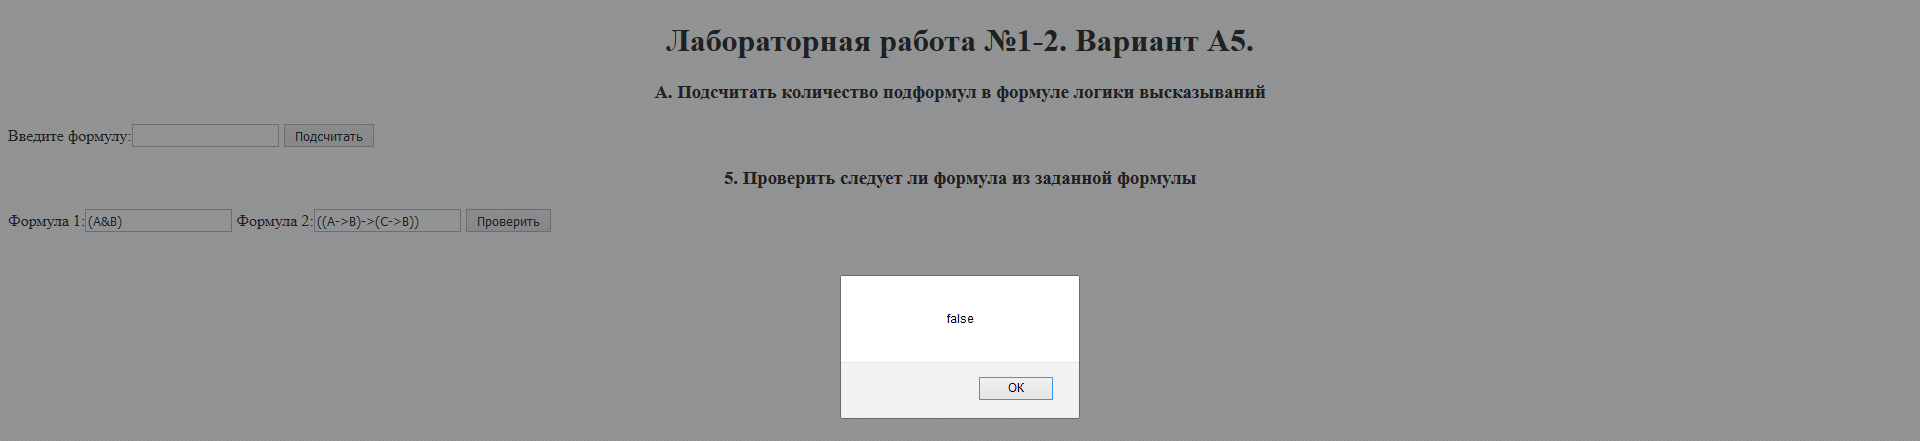 Лабораторная работа №1-2. Вариант А5.
А. Подсчитать количество подформул в формуле логики высказываний
Введите формулу: Подсчитать
5. Проверить следует ли формула из заданной формулы
Формула 1: (A&B) Формула 2: ((A->B)->(C->B)) Проверить
false
OK